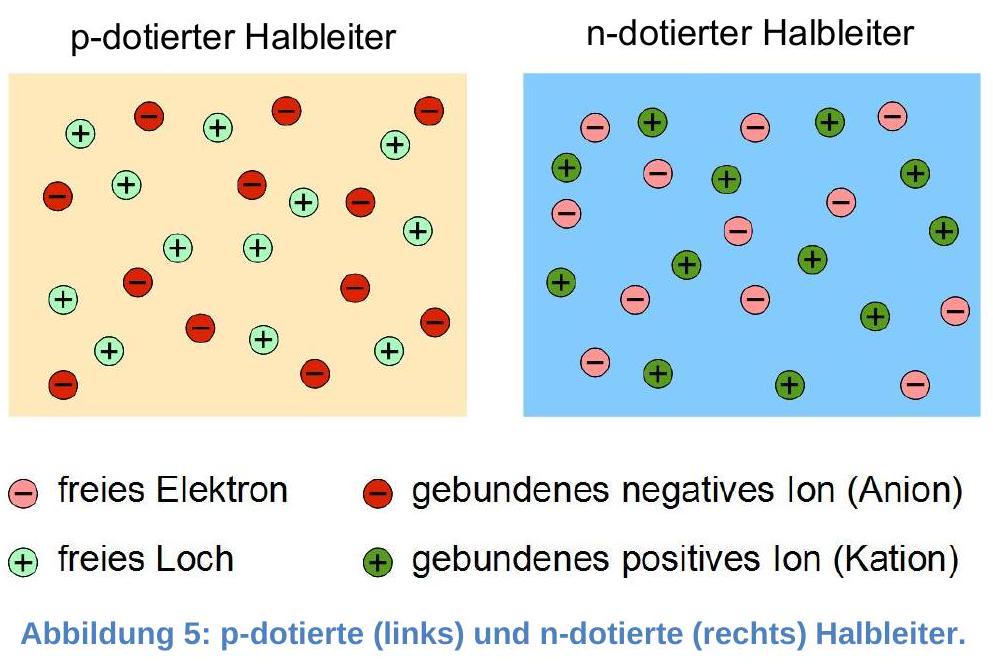 p-dotierter Halbleiter
n-dotierter Halbleiter
freies Elektron
gebundenes negatives Ion (Anion)
freies Loch
gebundenes positives Ion (Kation)
Abbildung 5: p-dotierte (links) und n-dotierte (rechts) Halbleiter.